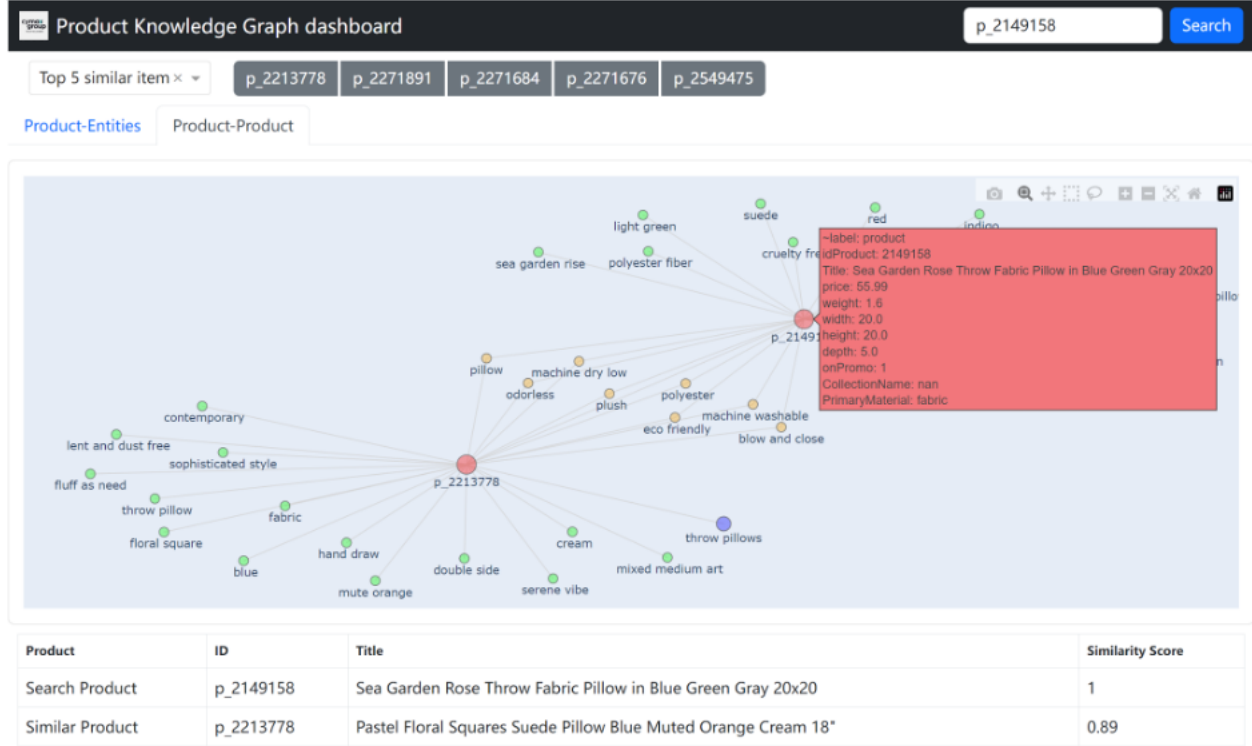 Product Knowledge Graph dashboard
p_2149158
Search
Top 5 similar item ×
p_2213778
p_2271891
p_2271684
p_2271676
p_2549475
Product-Entities
Product-Product
suede
red
light green
indigo
cruelty fre
sea garden rise
polyester fiber
~label: product
idProduct: 2149158
Title: Sea Garden Rose Throw Fabric Pillow in Blue Green Gray 20x20
price: 55.99
weight: 1.6
width: 20.0
height: 20.0
depth: 5.0
onPromo: 1
CollectionName: nan
PrimaryMaterial: fabric
pillo
n
p_2149
pillow
machine dry low
odorless
plush
polyester
machine washable
eco friendly
blow and close
contemporary
lent and dust free
sophisticated style
fluff as need
p_2213778
throw pillow
fabric
floral square
hand draw
blue
cream
throw pillows
double side
mixed medium art
mute orange
serene vibe
Product ID Title Similarity Score
Search Product p_2149158 Sea Garden Rose Throw Fabric Pillow in Blue Green Gray 20x20 1
Similar Product p_2213778 Pastel Floral Squares Suede Pillow Blue Muted Orange Cream 18" 0.89